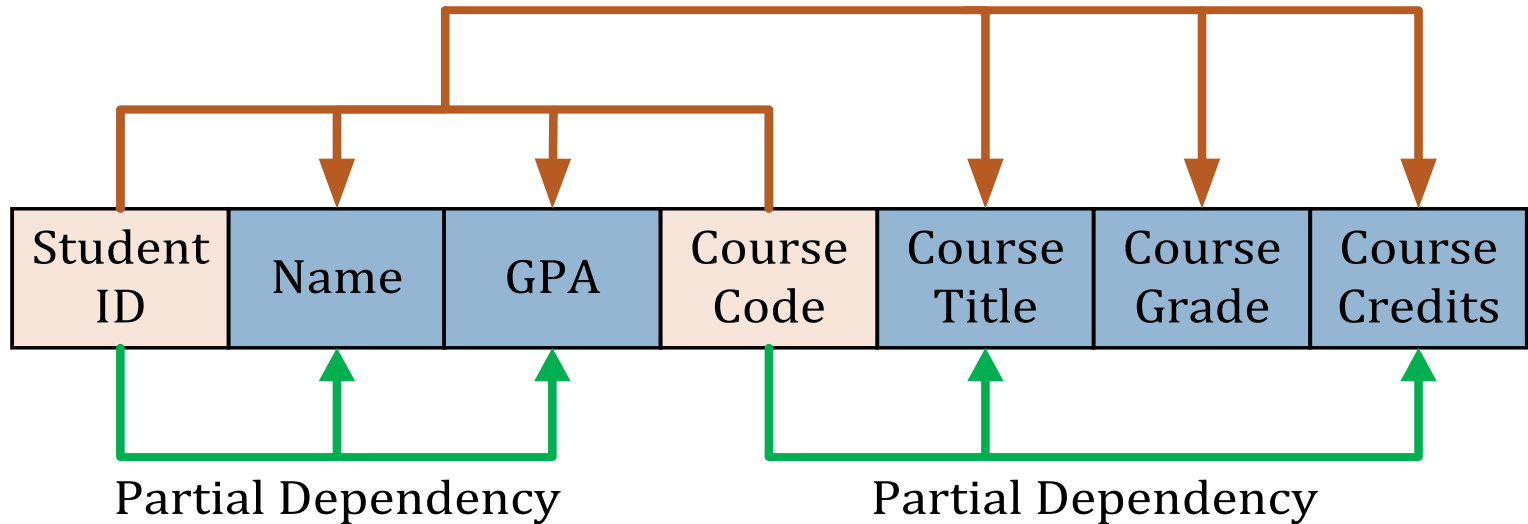 Student
ID
Name
GPA
Course
Code
Course
Title
Course
Grade
Course
Credits
Partial Dependency
Partial Dependency